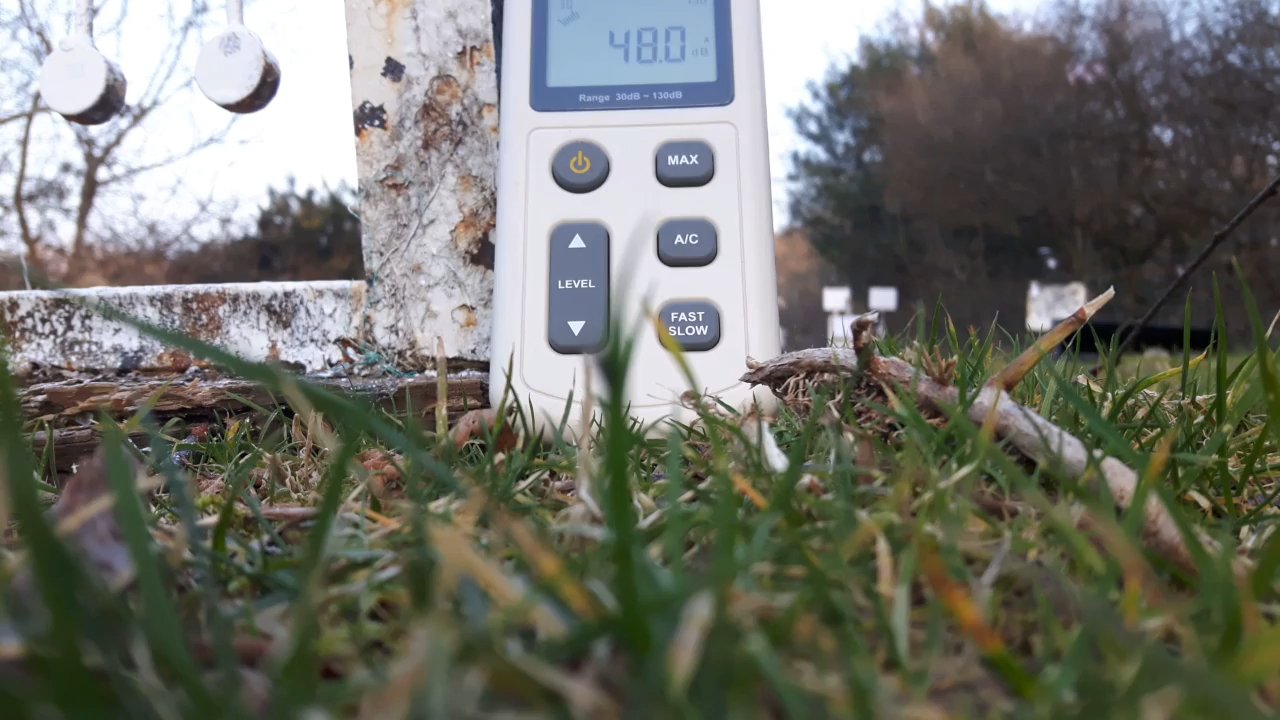 48.0
A
dB
Range 30dB ~ 130dB
MAX
A/C
LEVEL
FAST
SLOW